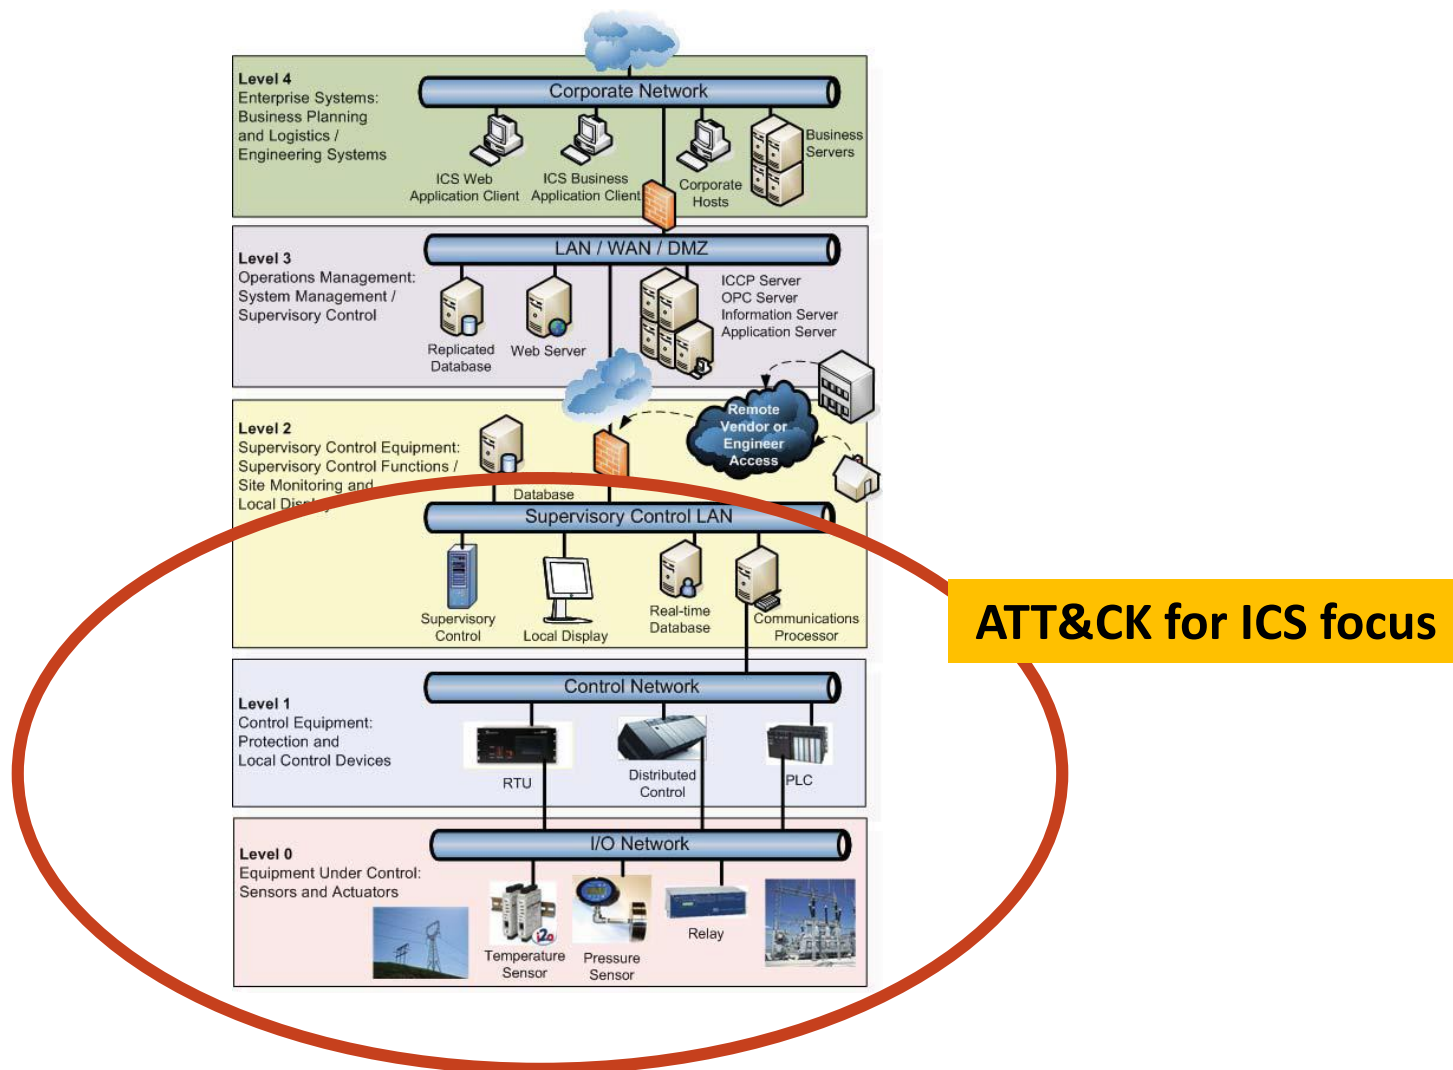 Level 4
Enterprise Systems:
Business Planning
and Logistics /
Engineering Systems
Corporate Network
ICS Web
Application Client
ICS Business
Application Client
Corporate
Hosts
Business
Servers
Level 3
Operations Management:
System Management /
Supervisory Control
LAN / WAN / DMZ
Replicated
Database
Web Server
ICCP Server
OPC Server
Information Server
Application Server
Level 2
Supervisory Control Equipment:
Supervisory Control Functions /
Site Monitoring and
Local Display
Remote
Vendor or
Engineer
Access
Database
Supervisory Control LAN
Supervisory
Control
Local Display
Real-time
Database
Communications
Processor
ATT&CK for ICS focus
Level 1
Control Equipment:
Protection and
Local Control Devices
Control Network
RTU
Distributed
Control
PLC
Level 0
Equipment Under Control:
Sensors and Actuators
I/O Network
Temperature
Sensor
Pressure
Sensor
Relay